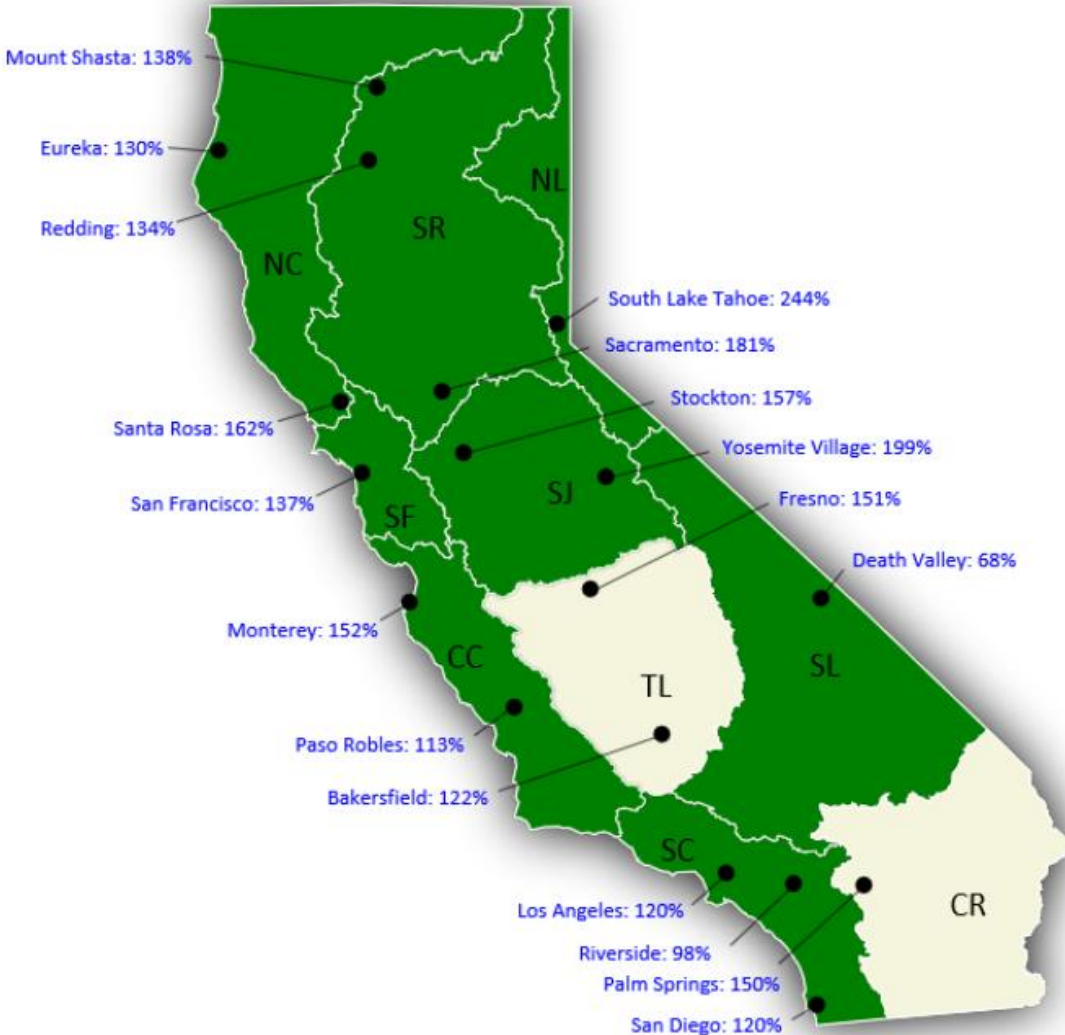 Mount Shasta: 138%
Eureka: 130%
NL
Redding: 134%
SR
NC
South Lake Tahoe: 244%
Sacramento: 181%
Stockton: 157%
Santa Rosa: 162%
Yosemite Village: 199%
San Francisco: 137%
SJ
Fresno: 151%
SF
Death Valley: 68%
Monterey: 152%
CC
SL
TL
Paso Robles: 113%
Bakersfield: 122%
SC
CR
Los Angeles: 120%
Riverside: 98%
Palm Springs: 150%
San Diego: 120%